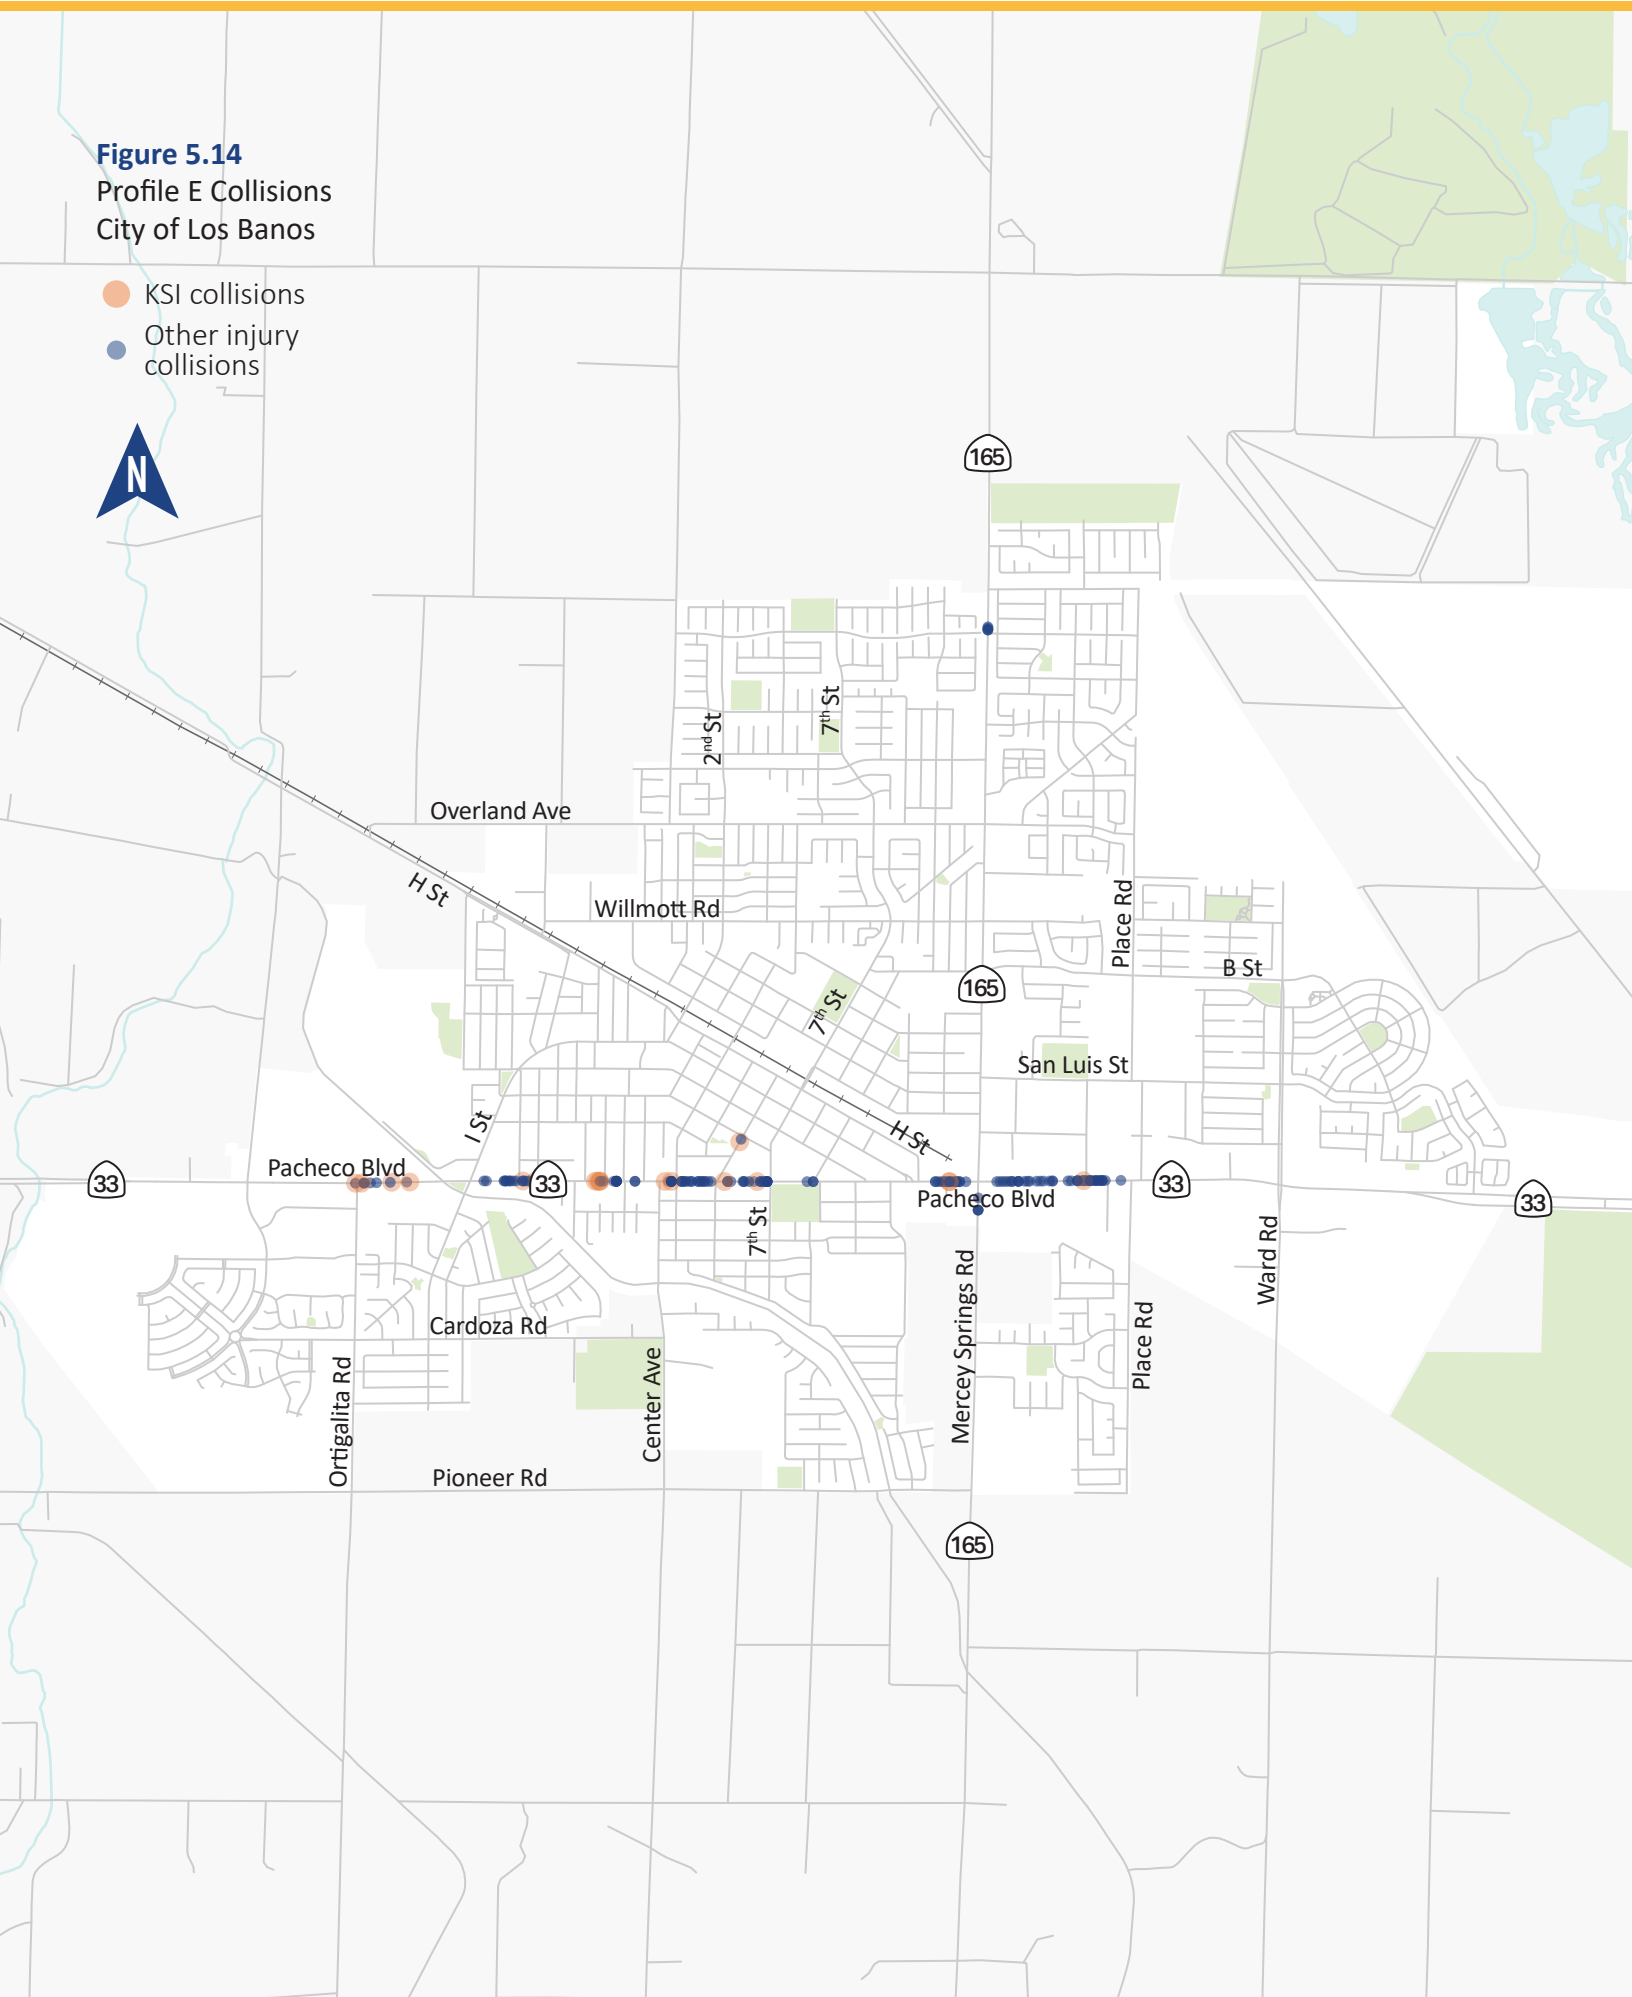 Figure 5.14
Profile E Collisions
City of Los Banos
KSI collisions
Other injury
collisions
N
165
2nd St
7th St
Overland Ave
H St
Willmott Rd
Place Rd
B St
165
7th St
San Luis St
I St
H St
Pacheco Blvd
33
33
33
Pacheco Blvd
33
7th St
Ward Rd
Mercey Springs Rd
Place Rd
Cardoza Rd
Ortigalita Rd
Center Ave
Pioneer Rd
165